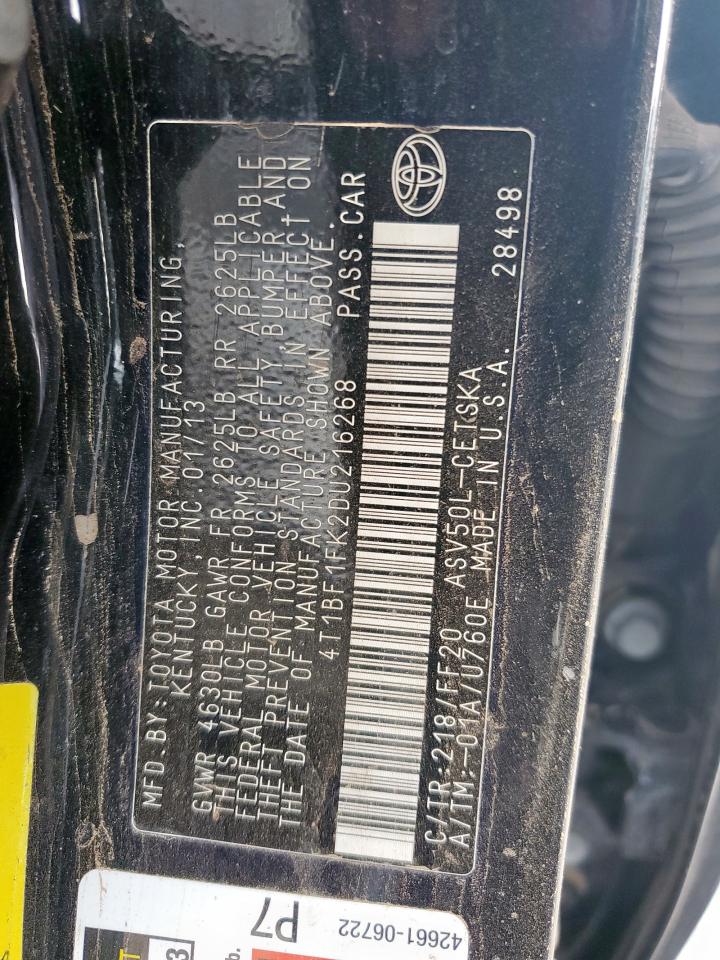 MFD.BY:TOYOTA MOTOR MANUFACTURING,
KENTUCKY, INC.01/13
GVWR 4630LB GAWR FR 2625LB RR 2625LB
THIS VEHICLE CONFORMS TO ALL APPLICABLE
FEDERAL MOTOR VEHICLE SAFETY BUMPER AND
THEFT PREVENTION STANDARDS IN EFFECT ON
THE DATE OF MANUFACTURE SHOWN ABOVE.
4T1BF1FK2DU216268 PASS.CAR
C/TR:218/FF20 ASV50L-CETSKA
A/TM:-01A/U760E MADE IN U.S.A. 28498
P7
42661-06722